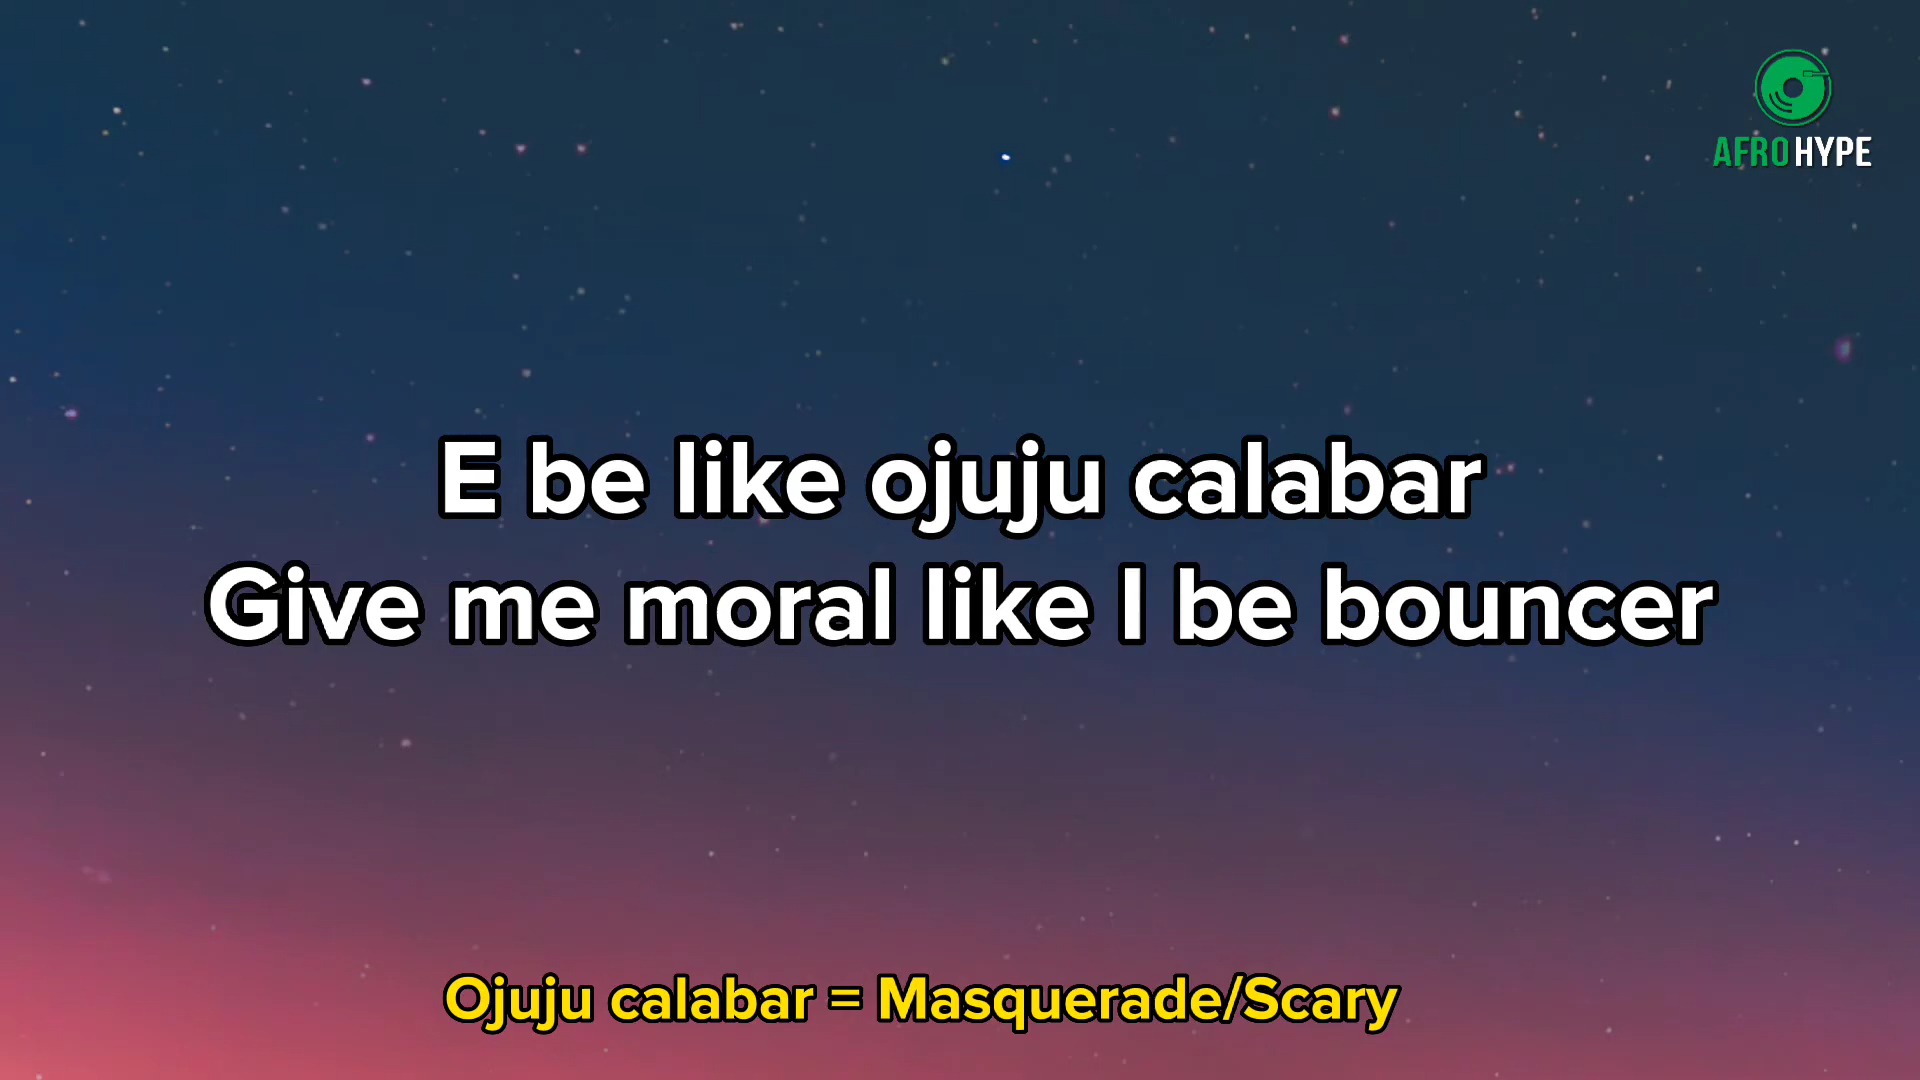 AFROHYPE
E be like ojuju calabar
Give me moral like I be bouncer
Ojuju calabar = Masquerade/Scary